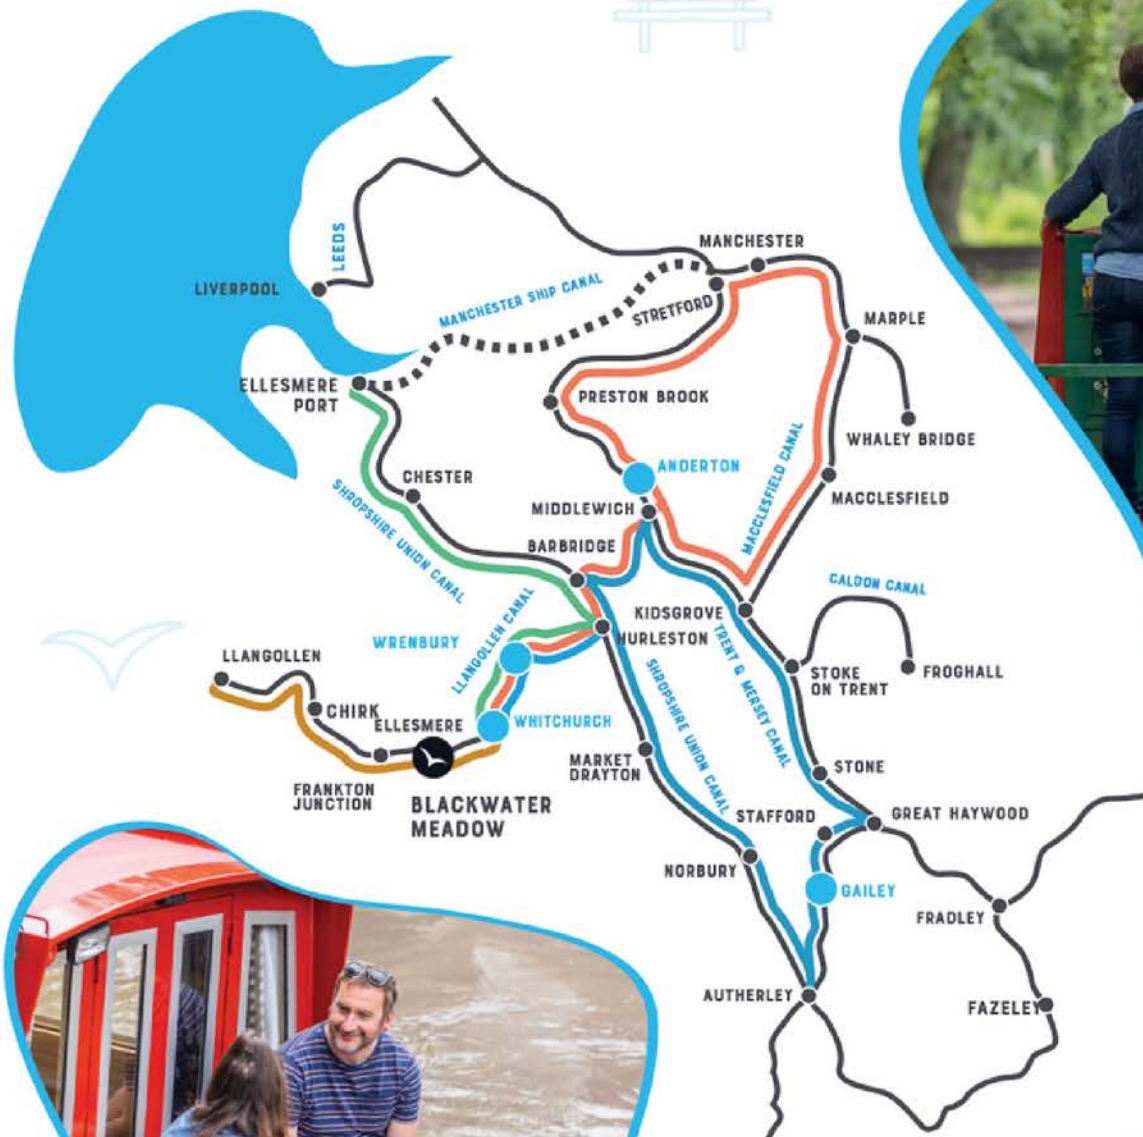 MANCHESTER
LEEDS
LIVERPOOL
MANCHESTER SHIP CANAL
STRETFORD
MARPLE
ELLESMERE
PORT
PRESTON BROOK
WHALEY BRIDGE
CHESTER
ANDERTON
MACCLESFIELD CANAL
MACCLESFIELD
SHROPSHIRE UNION CANAL
MIDDLEWICH
BARBRIDGE
CALDON CANAL
KIDSGROVE
HURLESTON
WRENBURY
LLANGOLLEN CANAL
TRENT & MERSEY CANAL
LLANGOLLEN
STOKE
ON TRENT
FROGHALL
CHIRK
ELLESMERE
WHITCHURCH
SHROPSHIRE UNION CANAL
MARKET
DRAYTON
STONE
FRANKTON
JUNCTION
BLACKWATER
MEADOW
STAFFORD
GREAT HAYWOOD
NORBURY
GAILEY
FRADLEY
AUTHERLEY
FAZELEY